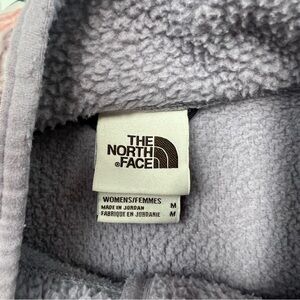 THE
NORTH
®FACE
WOMENS/FEMMES
MADE IN JORDAN M
FABRIQUE EN JORDANIE M